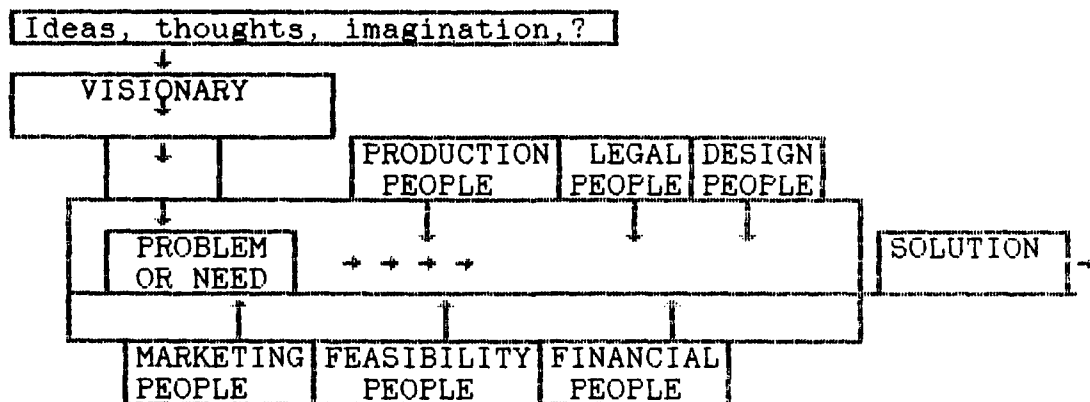 Ideas, thoughts, imagination,?
VISIONARY
PRODUCTION
PEOPLE
LEGAL
PEOPLE
DESIGN
PEOPLE
PROBLEM
OR NEED
SOLUTION
MARKETING
PEOPLE
FEASIBILITY
PEOPLE
FINANCIAL
PEOPLE